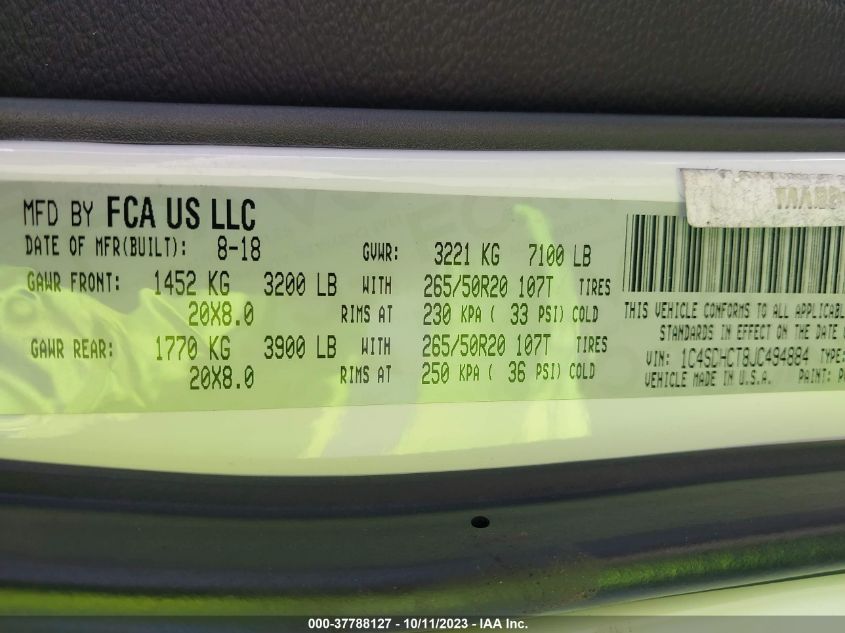 MFD BY FCA US LLC
DATE OF MFR(BUILT): 8-18 GVWR: 3221 KG 7100 LB
GAWR FRONT: 1452 KG 3200 LB WITH 265/50R20 107T TIRES
20X8.0 RIMS AT 230 KPA ( 33 PSI) COLD
GAWR REAR: 1770 KG 3900 LB WITH 265/50R20 107T TIRES
20X8.0 RIMS AT 250 KPA ( 36 PSI) COLD
THIS VEHICLE CONFORMS TO ALL APPLICABL
STANDARDS IN EFFECT ON THE DATE O
VIN: 1C4SDHCT8JC494884 TYPE:
VEHICLE MADE IN U.S.A. PAINT: P
000-37788127 - 10/11/2023 - IAA Inc.